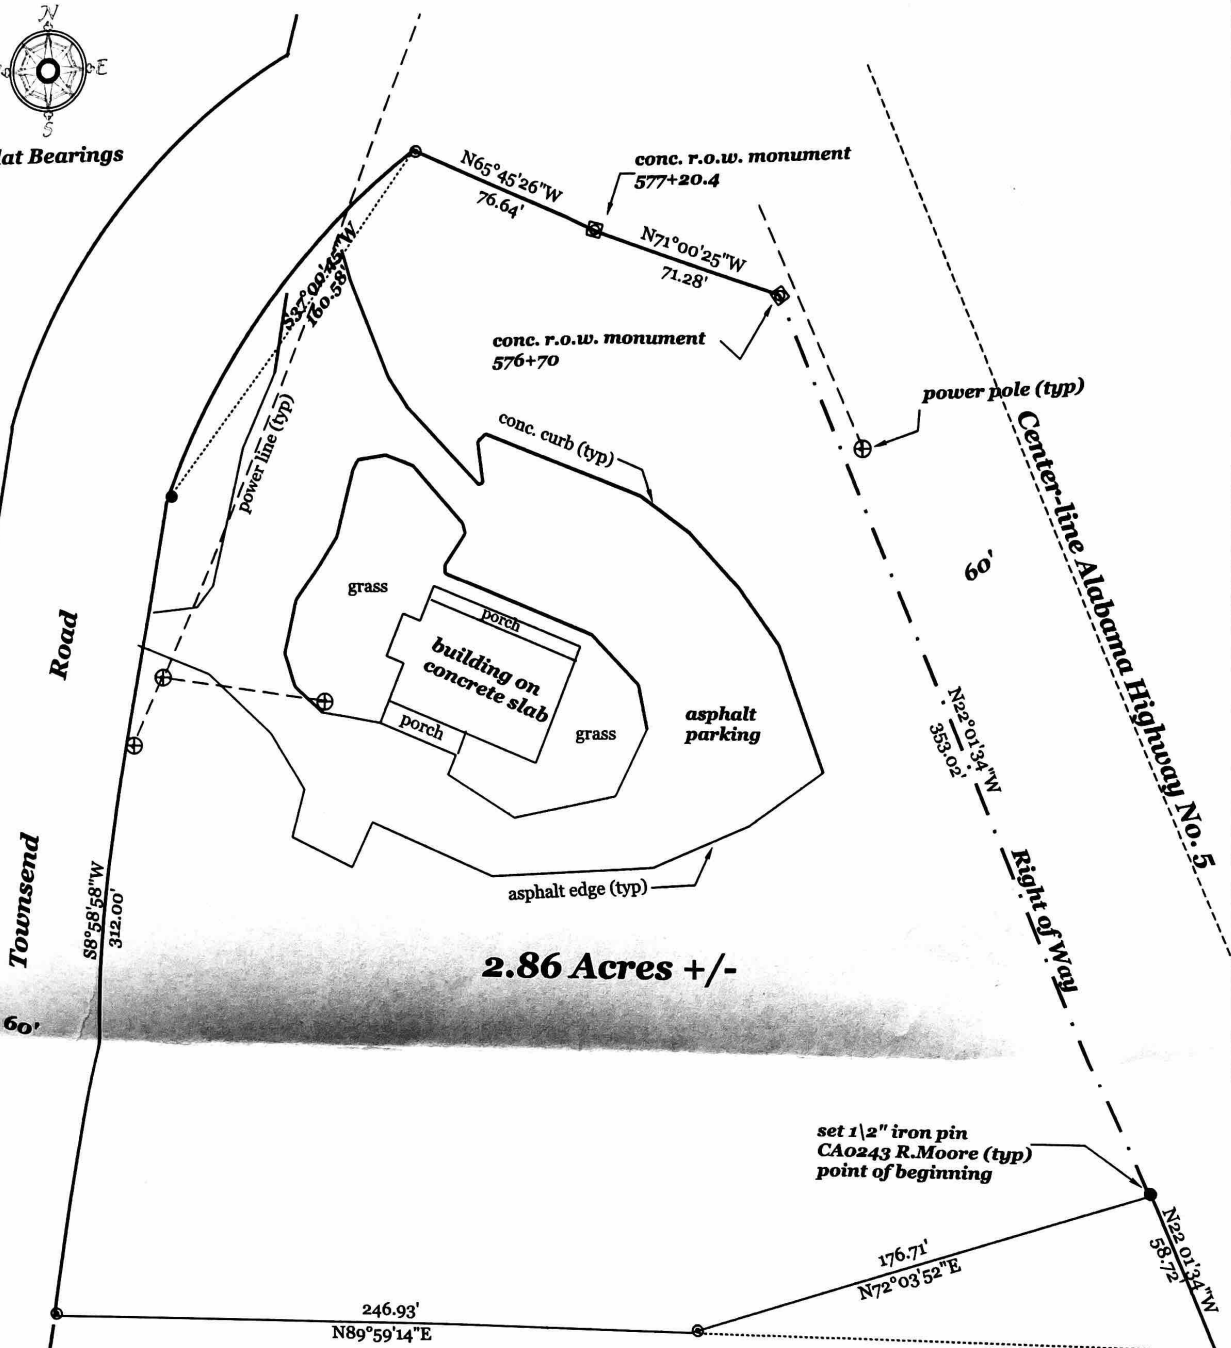 N
E
S
lat Bearings
N65°45'26"W
76.64'
conc. r.o.w. monument
577+20.4
N71°00'25"W
71.28'
S37°00'45"W
160.58'
conc. r.o.w. monument
576+70
power pole (typ)
power line (typ)
conc. curb (typ)
Center-line Alabama Highway No. 5
60'
grass
porch
building on
concrete slab
porch
grass
asphalt
parking
Road
Townsend
N22°01'34"W
353.02'
Right of Way
S8°58'58"W
312.00'
asphalt edge (typ)
2.86 Acres +/-
60'
set 1\2" iron pin
CA0243 R.Moore (typ)
point of beginning
176.71'
N72°03'52"E
N22 01'34"W
58.72'
246.93'
N89°59'14"E